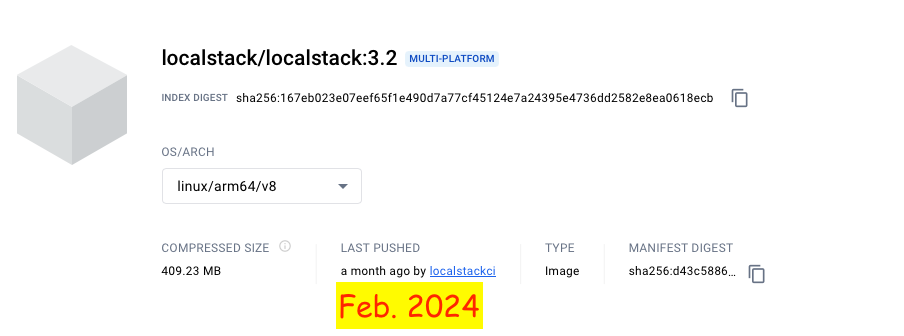 localstack/localstack:3.2 MULTI-PLATFORM
INDEX DIGEST sha256:167eb023e07eef65f1e490d7a77cf45124e7a24395e4736dd2582e8ea0618ecb
OS/ARCH
linux/arm64/v8
COMPRESSED SIZE LAST PUSHED TYPE MANIFEST DIGEST
409.23 MB a month ago by localstackci Image sha256:d43c5886...
Feb. 2024